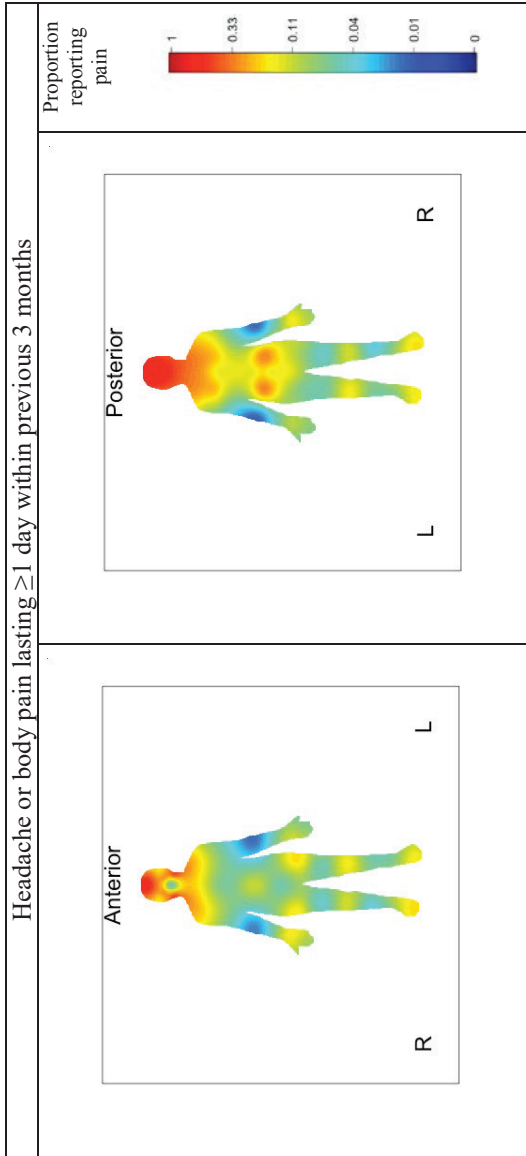 Headache or body pain lasting ≥1 day within previous 3 months
Anterior
R
L
Posterior
L
R
Proportion
reporting
pain
1
0.33
0.11
0.04
0.01
0